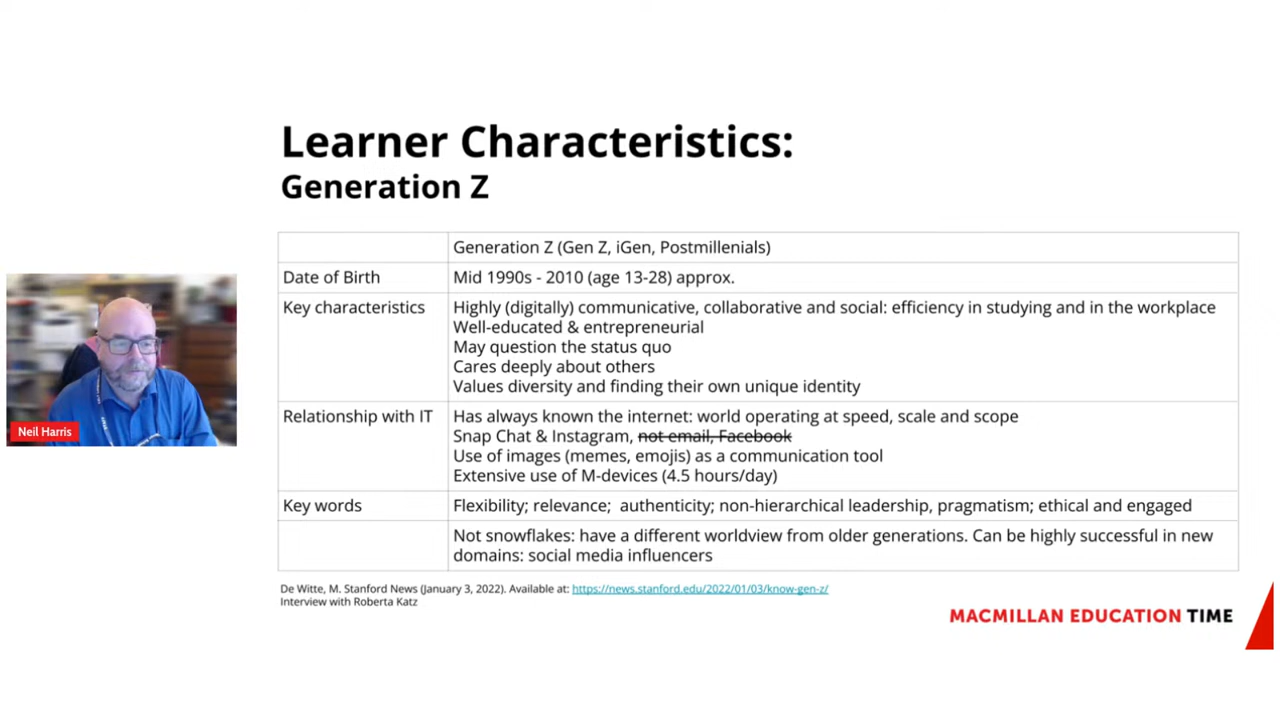 Learner Characteristics:
Generation Z
Generation Z (Gen Z, iGen, Postmillenials)
Date of Birth
Mid 1990s - 2010 (age 13-28) approx.
Key characteristics
Highly (digitally) communicative, collaborative and social: efficiency in studying and in the workplace
Well-educated & entrepreneurial
May question the status quo
Cares deeply about others
Values diversity and finding their own unique identity
Relationship with IT
Has always known the internet: world operating at speed, scale and scope
Snap Chat & Instagram, not email, Facebook
Use of images (memes, emojis) as a communication tool
Extensive use of M-devices (4.5 hours/day)
Key words
Flexibility; relevance;  authenticity; non-hierarchical leadership, pragmatism; ethical and engaged
Not snowflakes: have a different worldview from older generations. Can be highly successful in new
domains: social media influencers
De Witte, M. Stanford News (January 3, 2022). Available at: https://news.stanford.edu/2022/01/03/know-gen-z/
Interview with Roberta Katz
Neil Harris
MACMILLAN EDUCATION TIME